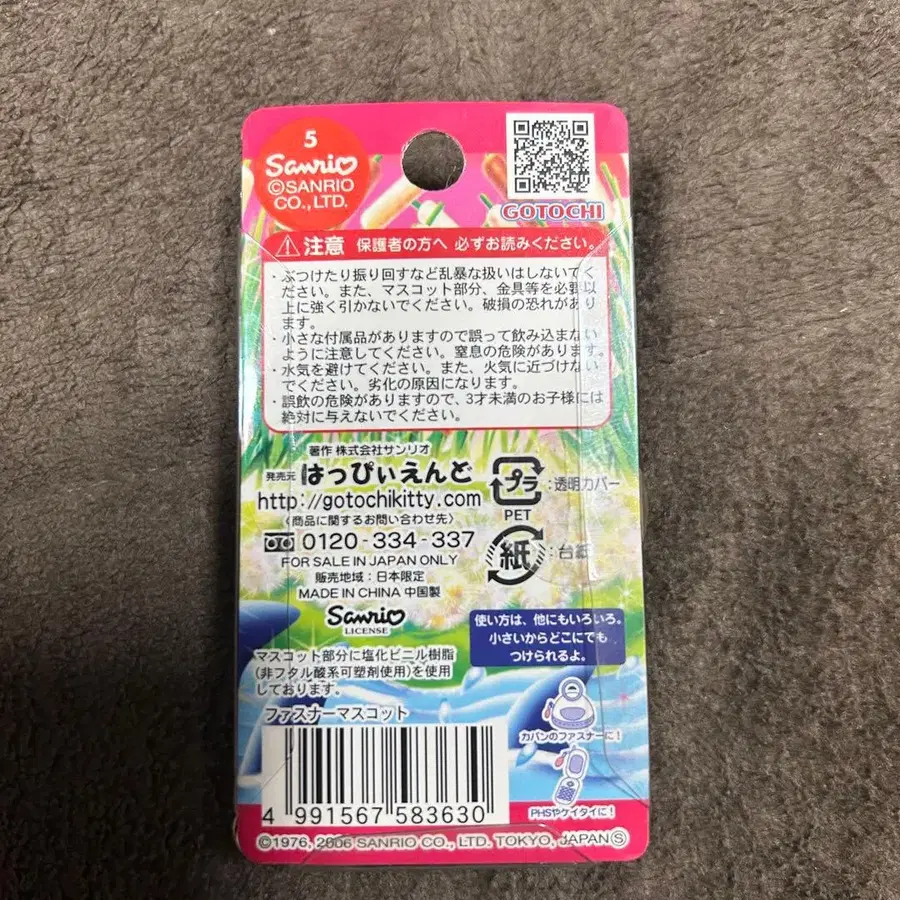 5
Sanrio
©SANRIO
CO., LTD.
GOTOCHI
注意 保護者の方へ 必ずお読みください。
・ぶつけたり振り回すなど乱暴な扱いはしないでく
ださい。また、マスコット部分、金具等を必要以
上に強く引かないでください。破損の恐れがあり
ます。
・小さな付属品がありますので誤って飲み込まない
ように注意してください。窒息の危険があります。
・水気を避けてください。また、火気に近づけない
でください。劣化の原因になります。
・誤飲の危険がありますので、3才未満のお子様には
絶対に与えないでください。
著作 株式会社サンリオ
発売元 はっぴぃえんど
http://gotochikitty.com
〈商品に関するお問い合わせ先〉
0120-334-337
FOR SALE IN JAPAN ONLY
販売地域:日本限定
MADE IN CHINA 中国製
Sanrio
LICENSE
プラ :透明カバー
PET
紙 :台紙
使い方は、他にもいろいろ。
小さいからどこにでも
つけられるよ。
マスコット部分に塩化ビニル樹脂
(非フタル酸系可塑剤使用)を使用
しております。
ファスナーマスコット
カバンのファスナーに!
PHSやケイタイに!
4 991567 583630
©1976, 2006 SANRIO CO., LTD. TOKYO, JAPAN Ⓢ